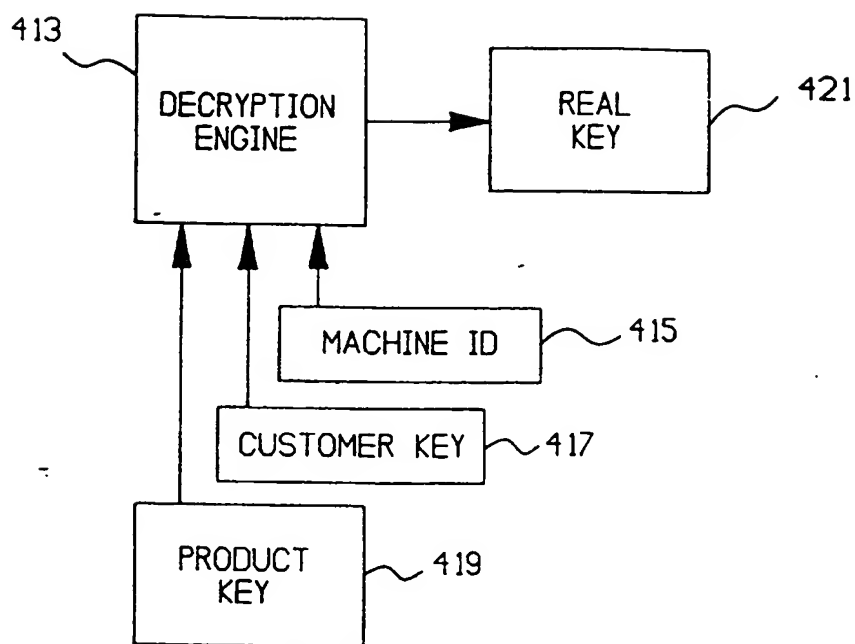 413
DECRYPTION
ENGINE
REAL
KEY
421
MACHINE ID
415
CUSTOMER KEY
417
PRODUCT
KEY
419